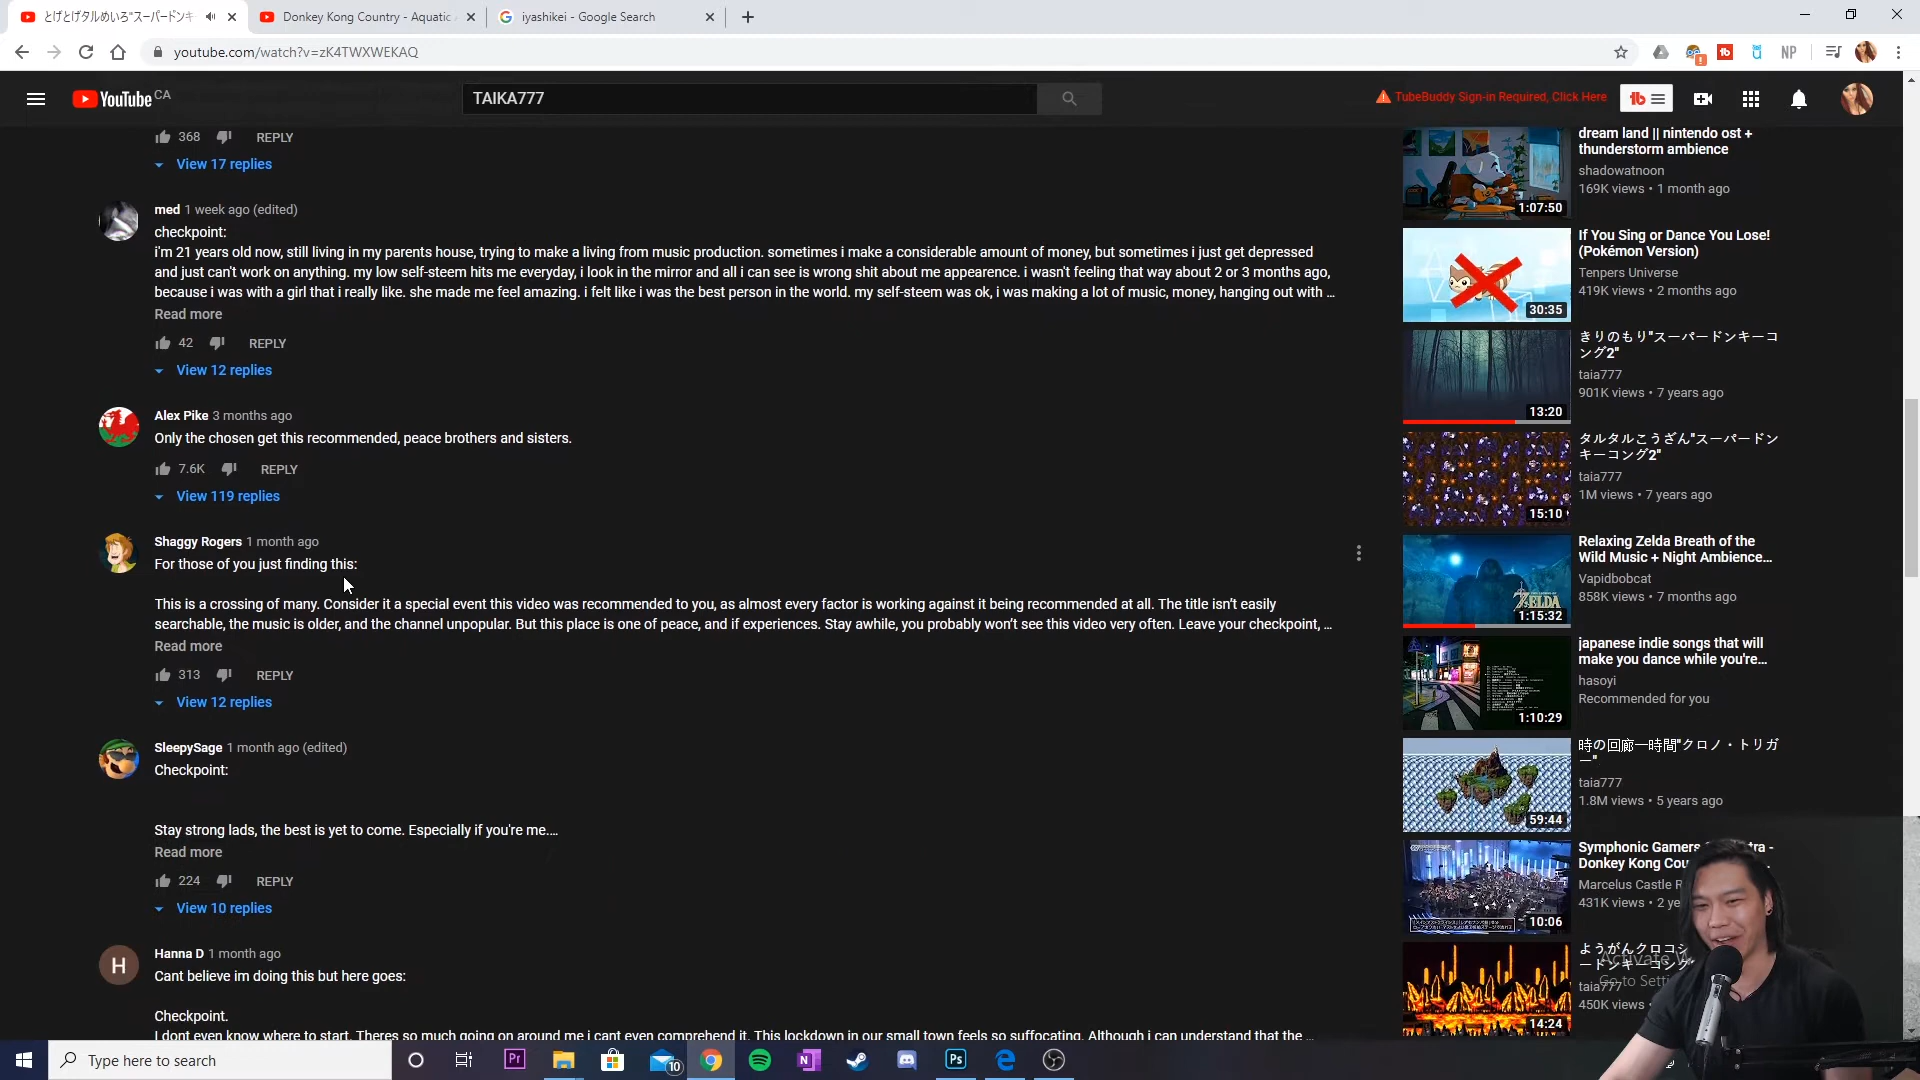 とげとげタルめいろ"スーパードンキ
Donkey Kong Country - Aquatic
iyashikei - Google Search
youtube.com/watch?v=zK4TWXWEKAQ
NP
YouTube CA
TAIKA777
TubeBuddy Sign-in Required, Click Here
tb
368 REPLY
View 17 replies
med 1 week ago (edited)
checkpoint:
i'm 21 years old now, still living in my parents house, trying to make a living from music production. sometimes i make a considerable amount of money, but sometimes i just get depressed
and just can't work on anything. my low self-steem hits me everyday, i look in the mirror and all i can see is wrong shit about me appearence. i wasn't feeling that way about 2 or 3 months ago,
because i was with a girl that i really like. she made me feel amazing. i felt like i was the best person in the world. my self-steem was ok, i was making a lot of music, money, hanging out with ...
Read more
42 REPLY
View 12 replies
Alex Pike 3 months ago
Only the chosen get this recommended, peace brothers and sisters.
7.6K REPLY
View 119 replies
Shaggy Rogers 1 month ago
For those of you just finding this:
This is a crossing of many. Consider it a special event this video was recommended to you, as almost every factor is working against it being recommended at all. The title isn't easily
searchable, the music is older, and the channel unpopular. But this place is one of peace, and if experiences. Stay awhile, you probably won't see this video very often. Leave your checkpoint, ...
Read more
313 REPLY
View 12 replies
SleepySage 1 month ago (edited)
Checkpoint:
Stay strong lads, the best is yet to come. Especially if you're me....
Read more
224 REPLY
View 10 replies
H
Hanna D 1 month ago
Cant believe im doing this but here goes:
Checkpoint.
I dont even know where to start. Theres so much going on around me i cant even comprehend it. This lockdown in our small town feels so suffocating. Although i can understand that the ...
dream land || nintendo ost +
thunderstorm ambience
shadowatnoon
169K views • 1 month ago
1:07:50
If You Sing or Dance You Lose!
(Pokémon Version)
Tenpers Universe
419K views • 2 months ago
30:35
きりのもり"スーパードンキーコ
ング2"
taia777
901K views • 7 years ago
13:20
タルタルこうざん"スーパードン
キーコング2"
taia777
1M views • 7 years ago
15:10
Relaxing Zelda Breath of the
Wild Music + Night Ambience...
Vapidbobcat
858K views • 7 months ago
ZELDA
1:15:32
japanese indie songs that will
make you dance while you're...
hasoyi
Recommended for you
1:10:29
時の回廊一時間"クロノ・トリガ
ー"
taia777
1.8M views • 5 years ago
59:44
Symphonic Gamers
Donkey Kong Cou
Marcelus Castle R
431K views • 2 ye
10:06
ようがんクロコ
ードンキーコング
taia777
450K views •
14:24
Activate W
Go to Setti
Type here to search
Pr
10
N
Ps